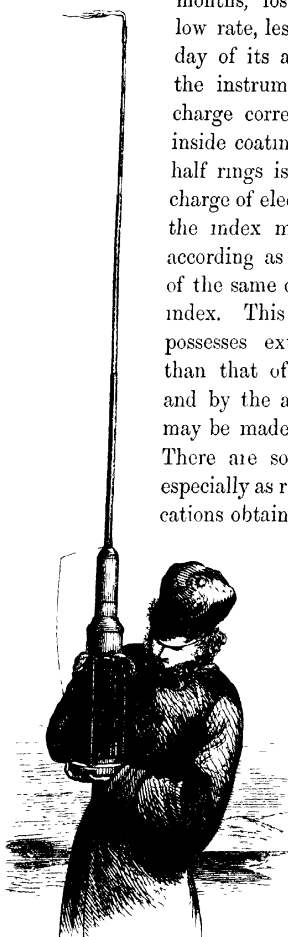 months, los
low rate, les
day of its a
the instrum
charge corre
inside coatin
half rings is
charge of elec
the index m
according as
of the same c
index. This
possesses ex
than that of
and by the a
may be made
There are so
especially as r
cations obtain